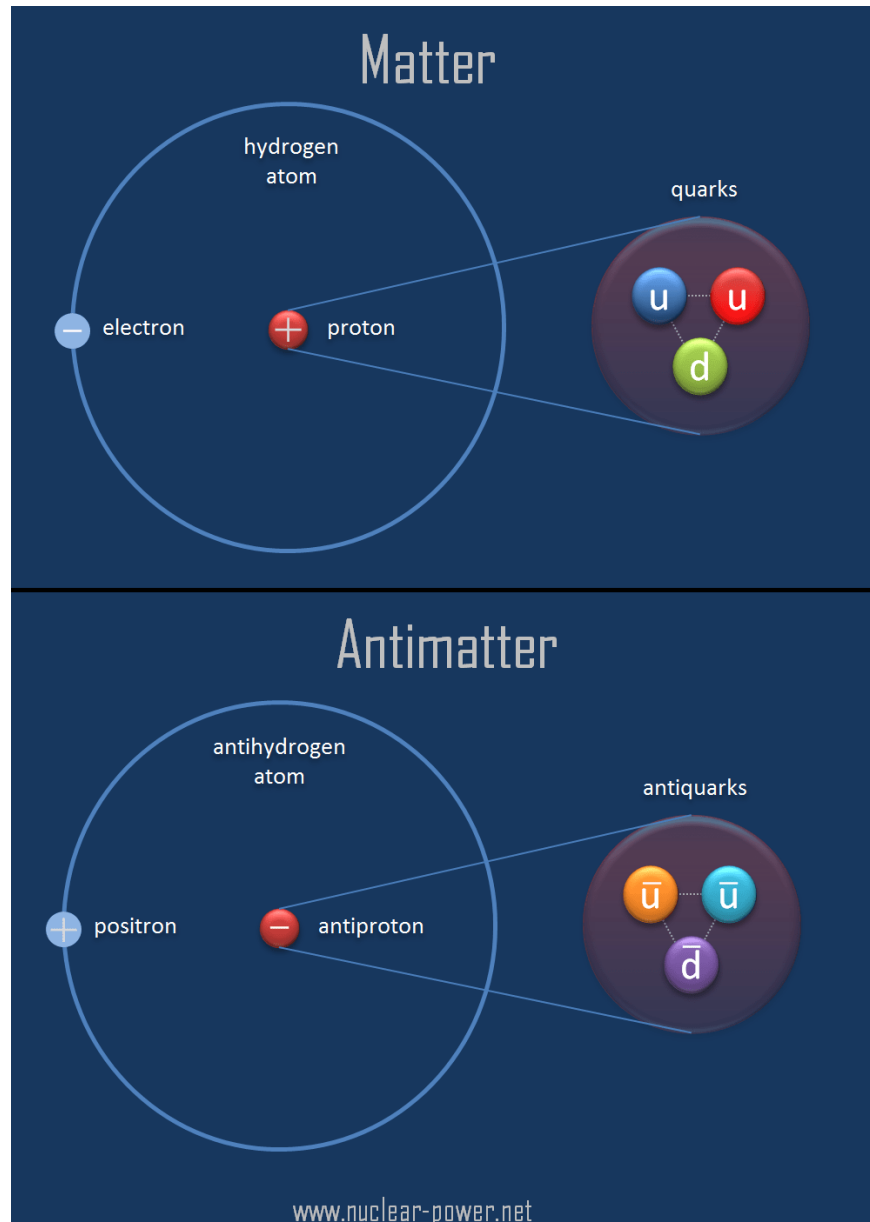 Matter
hydrogen
atom
quarks
u u
− electron + proton
d
Antimatter
antihydrogen
atom
antiquarks
u̅ u̅
+ positron − antiproton
d̅
www.nuclear-power.net